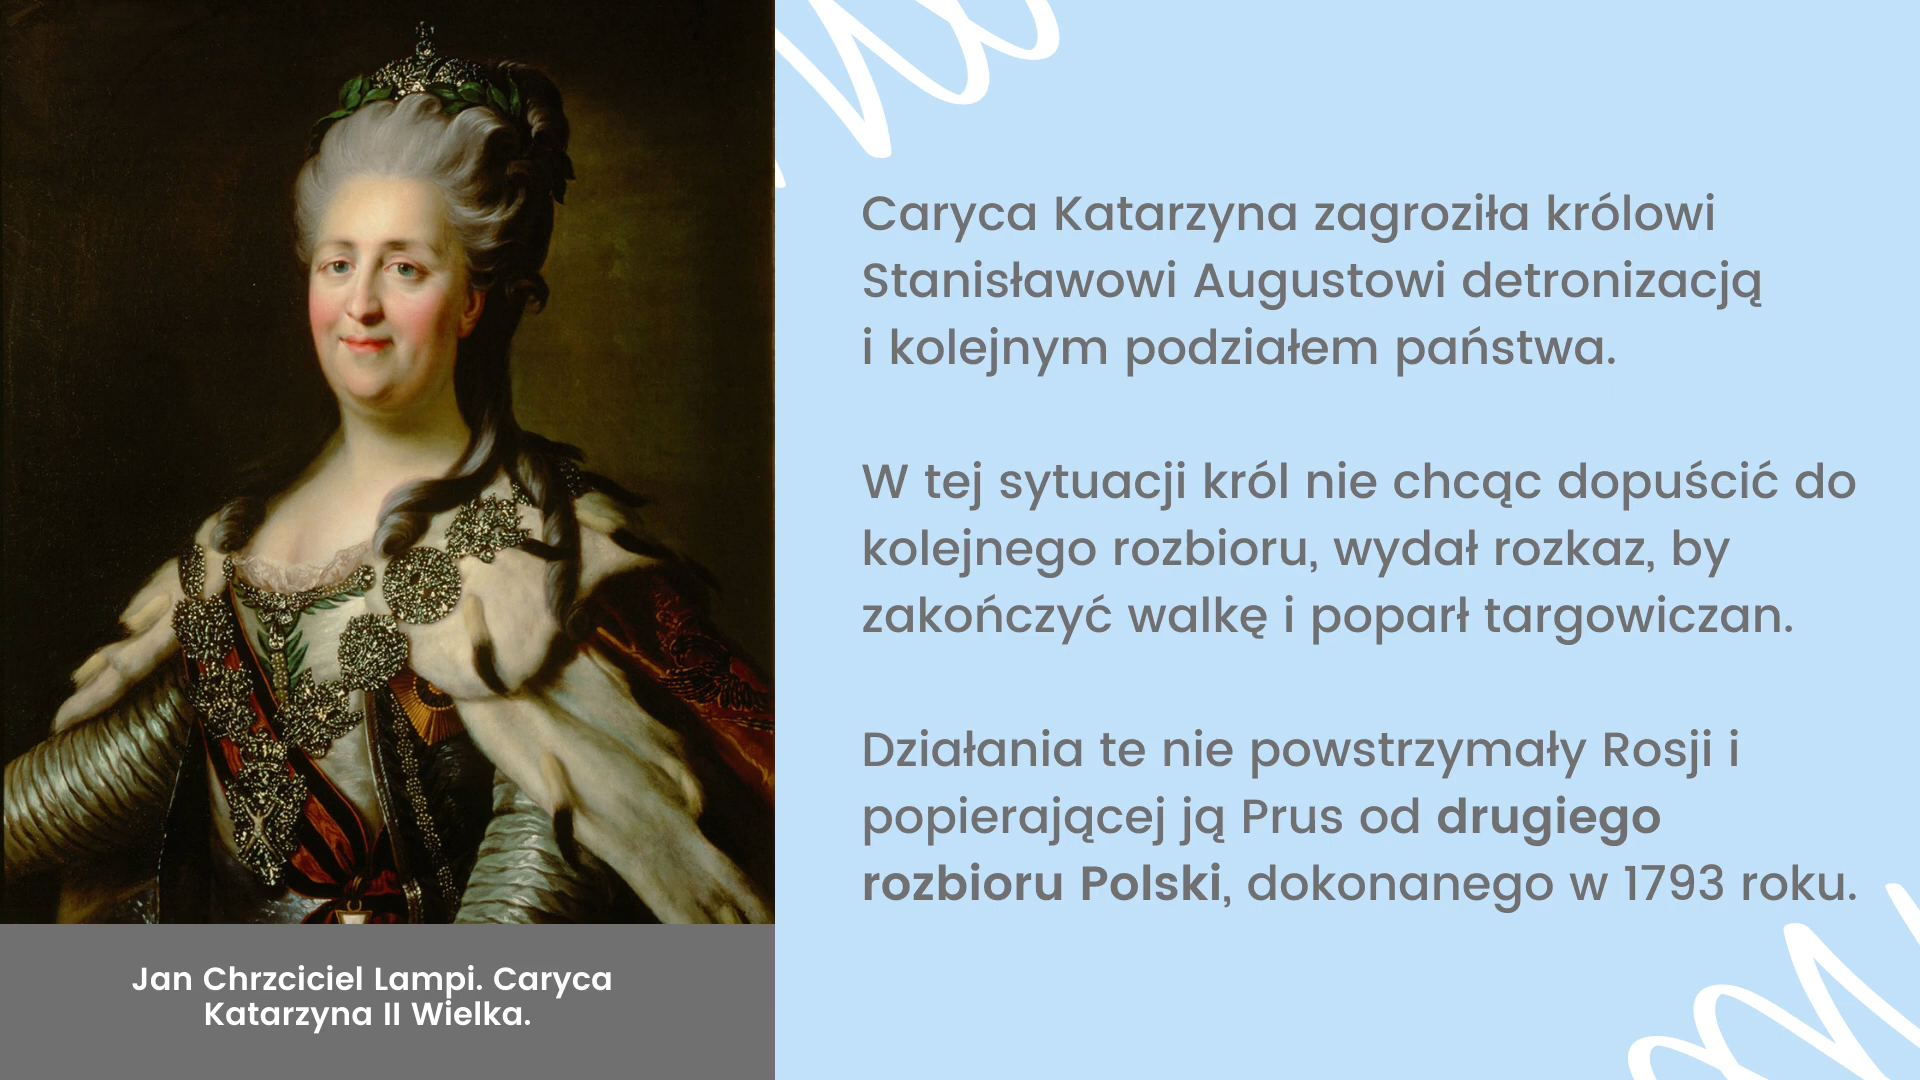 Caryca Katarzyna zagroziła królowi
Stanisławowi Augustowi detronizacją
i kolejnym podziałem państwa.
W tej sytuacji król nie chcąc dopuścić do
kolejnego rozbioru, wydał rozkaz, by
zakończyć walkę i poparł targowiczan.
Działania te nie powstrzymały Rosji i
popierającej ją Prus od drugiego
rozbioru Polski, dokonanego w 1793 roku.
Jan Chrzciciel Lampi. Caryca
Katarzyna II Wielka.